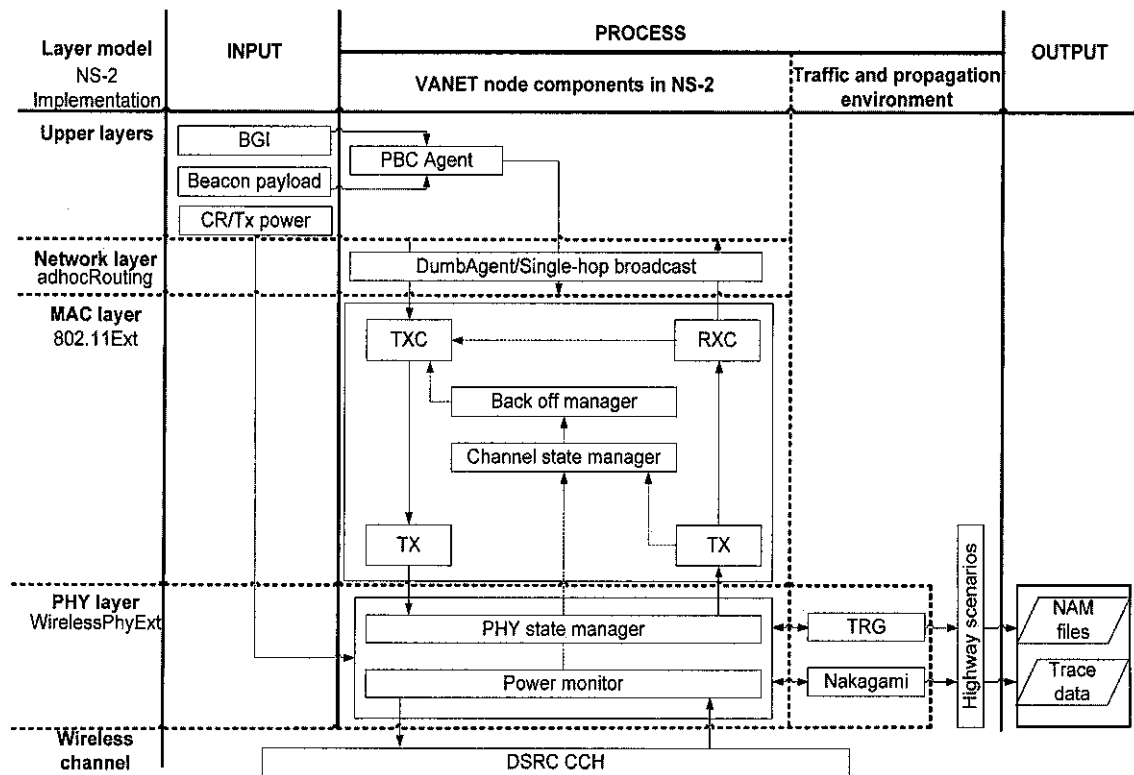 Layer model
NS-2
Implementation
INPUT
PROCESS
OUTPUT
VANET node components in NS-2
Traffic and propagation
environment
Upper layers
BGI
Beacon payload
CR/Tx power
PBC Agent
Network layer
adhocRouting
DumbAgent/Single-hop broadcast
MAC layer
802.11Ext
TXC
RXC
Back off manager
Channel state manager
TX
TX
PHY layer
WirelessPhyExt
PHY state manager
Power monitor
TRG
Nakagami
Highway scenarios
NAM
files
Trace
data
Wireless
channel
DSRC CCH